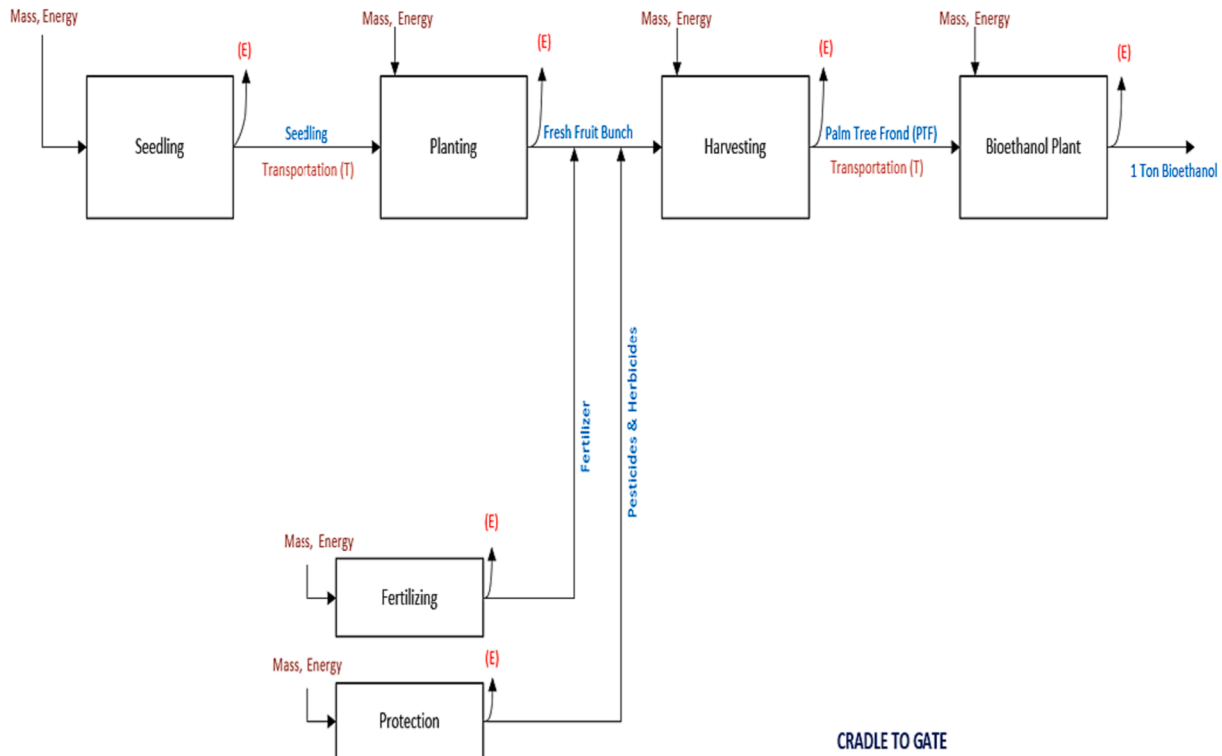 Mass, Energy
Mass, Energy
Mass, Energy
Mass, Energy
(E)
(E)
(E)
(E)
Seedling
Seedling
Transportation (T)
Planting
Fresh Fruit Bunch
Harvesting
Palm Tree Frond (PTF)
Transportation (T)
Bioethanol Plant
1 Ton Bioethanol
Fertilizer
Pesticides & Herbicides
Mass, Energy
(E)
Fertilizing
Mass, Energy
(E)
Protection
CRADLE TO GATE